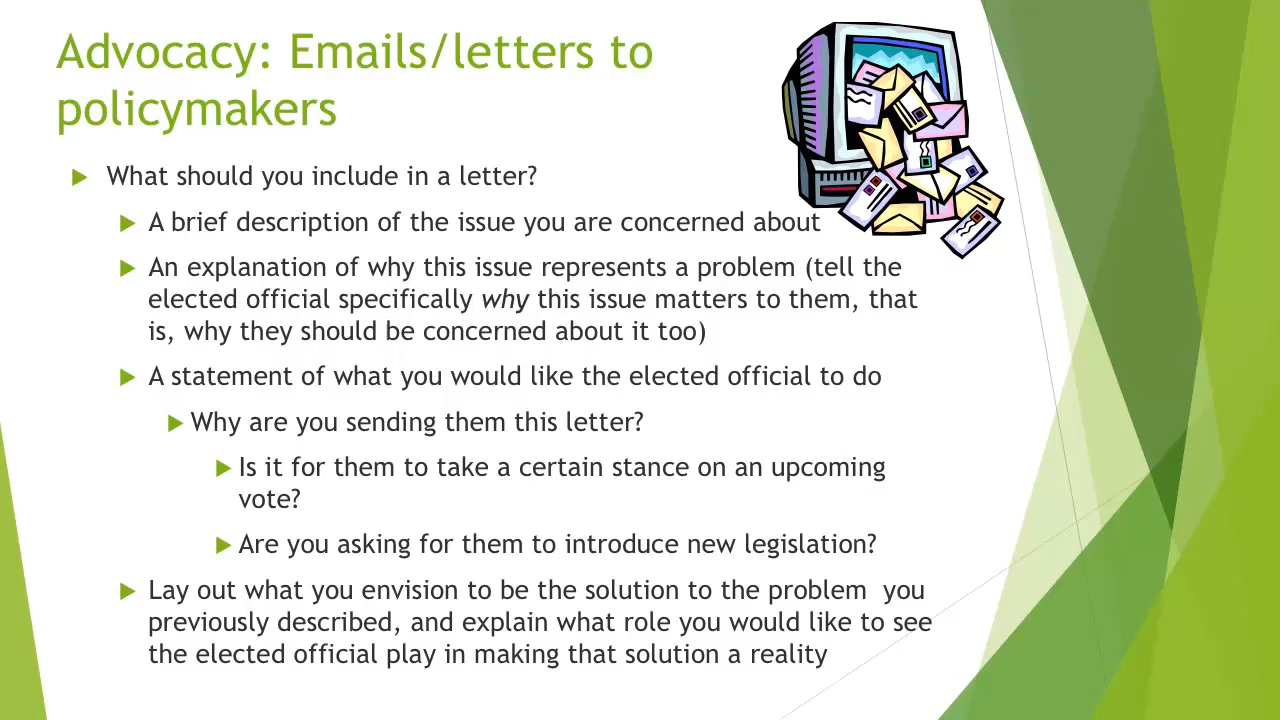 Advocacy: Emails/letters to
policymakers
What should you include in a letter?
A brief description of the issue you are concerned about
An explanation of why this issue represents a problem (tell the
elected official specifically why this issue matters to them, that
is, why they should be concerned about it too)
A statement of what you would like the elected official to do
Why are you sending them this letter?
Is it for them to take a certain stance on an upcoming
vote?
Are you asking for them to introduce new legislation?
Lay out what you envision to be the solution to the problem  you
previously described, and explain what role you would like to see
the elected official play in making that solution a reality